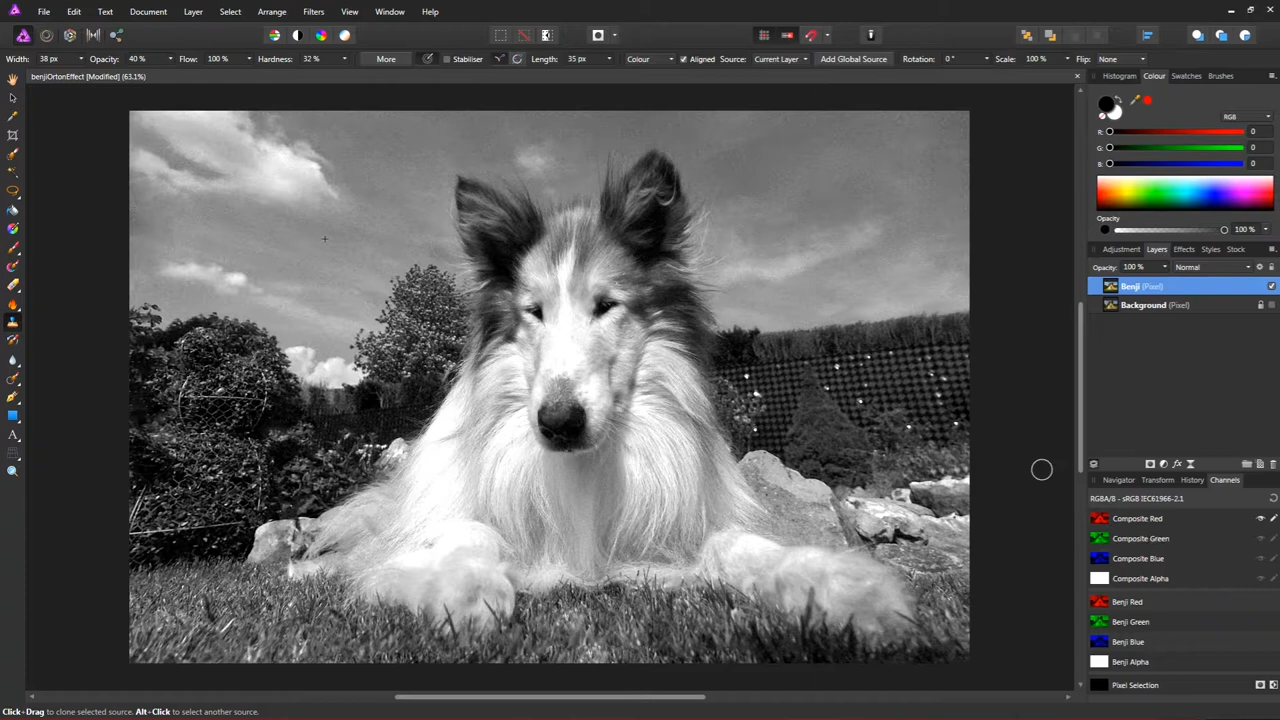 File Edit Text Document Layer Select Arrange Filters View Window Help
Width: 38 px Opacity: 40 % Flow: 100 % Hardness: 32 % More Stabiliser Length: 35 px Colour Aligned Source: Current Layer Add Global Source Rotation: 0 ° Scale: 100 % Flip: None
benjiOrtonEffect [Modified] (63.1%)
Histogram Colour Swatches Brushes
RGB
R: 0
G: 0
B: 0
Opacity
100 %
Adjustment Layers Effects Styles Stock
Opacity: 100 % Normal
Benji (Pixel)
Background (Pixel)
Navigator Transform History Channels
RGBA/8 - sRGB IEC61966-2.1
Composite Red
Composite Green
Composite Blue
Composite Alpha
Benji Red
Benji Green
Benji Blue
Benji Alpha
Pixel Selection
Click+Drag to clone selected source. Alt+Click to select another source.